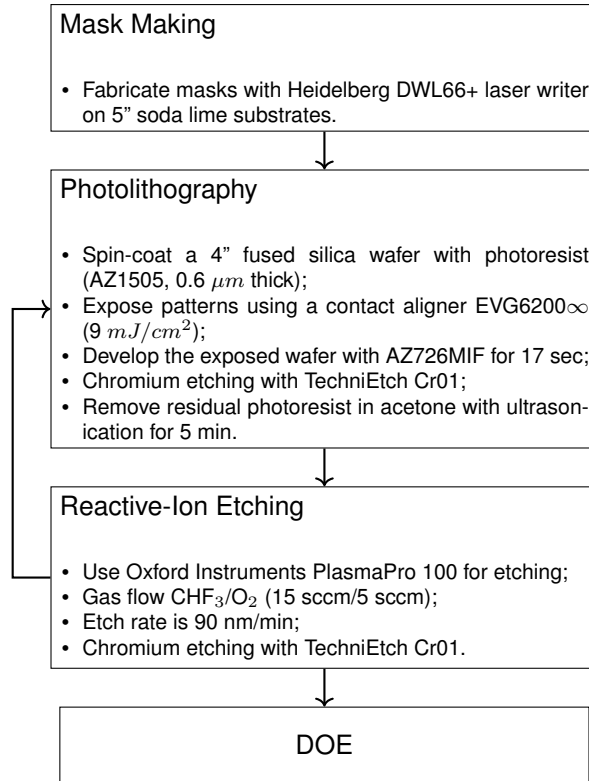 Mask Making
• Fabricate masks with Heidelberg DWL66+ laser writer
on 5" soda lime substrates.
Photolithography
• Spin-coat a 4" fused silica wafer with photoresist
(AZ1505, 0.6 μm thick);
• Expose patterns using a contact aligner EVG6200∞
(9 mJ/cm²);
• Develop the exposed wafer with AZ726MIF for 17 sec;
• Chromium etching with TechniEtch Cr01;
• Remove residual photoresist in acetone with ultrason-
ication for 5 min.
Reactive-Ion Etching
• Use Oxford Instruments PlasmaPro 100 for etching;
• Gas flow CHF₃/O₂ (15 sccm/5 sccm);
• Etch rate is 90 nm/min;
• Chromium etching with TechniEtch Cr01.
DOE